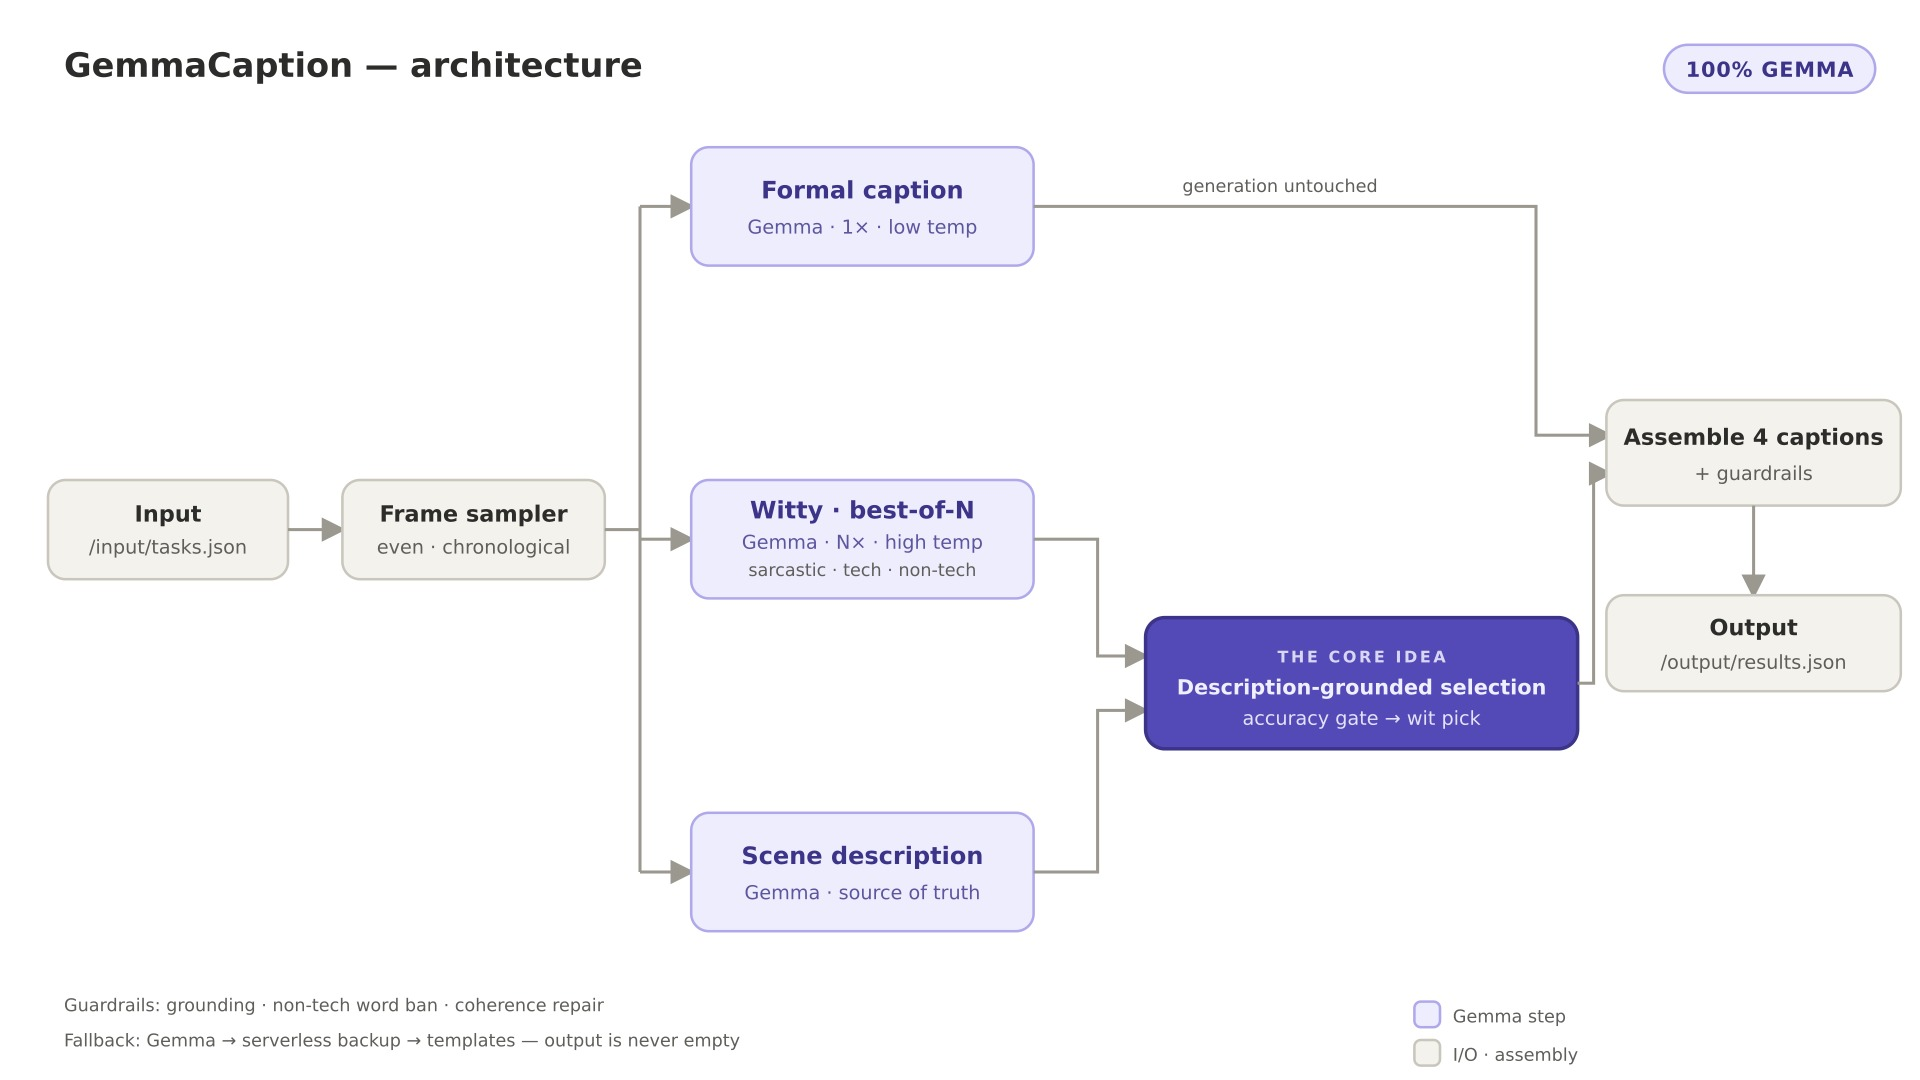 GemmaCaption — architecture
100% GEMMA
Formal caption
Gemma · 1× · low temp
generation untouched
Input
/input/tasks.json
Frame sampler
even · chronological
Witty · best-of-N
Gemma · N× · high temp
sarcastic · tech · non-tech
Scene description
Gemma · source of truth
THE CORE IDEA
Description-grounded selection
accuracy gate → wit pick
Assemble 4 captions
+ guardrails
Output
/output/results.json
Guardrails: grounding · non-tech word ban · coherence repair
Fallback: Gemma → serverless backup → templates — output is never empty
Gemma step
I/O · assembly